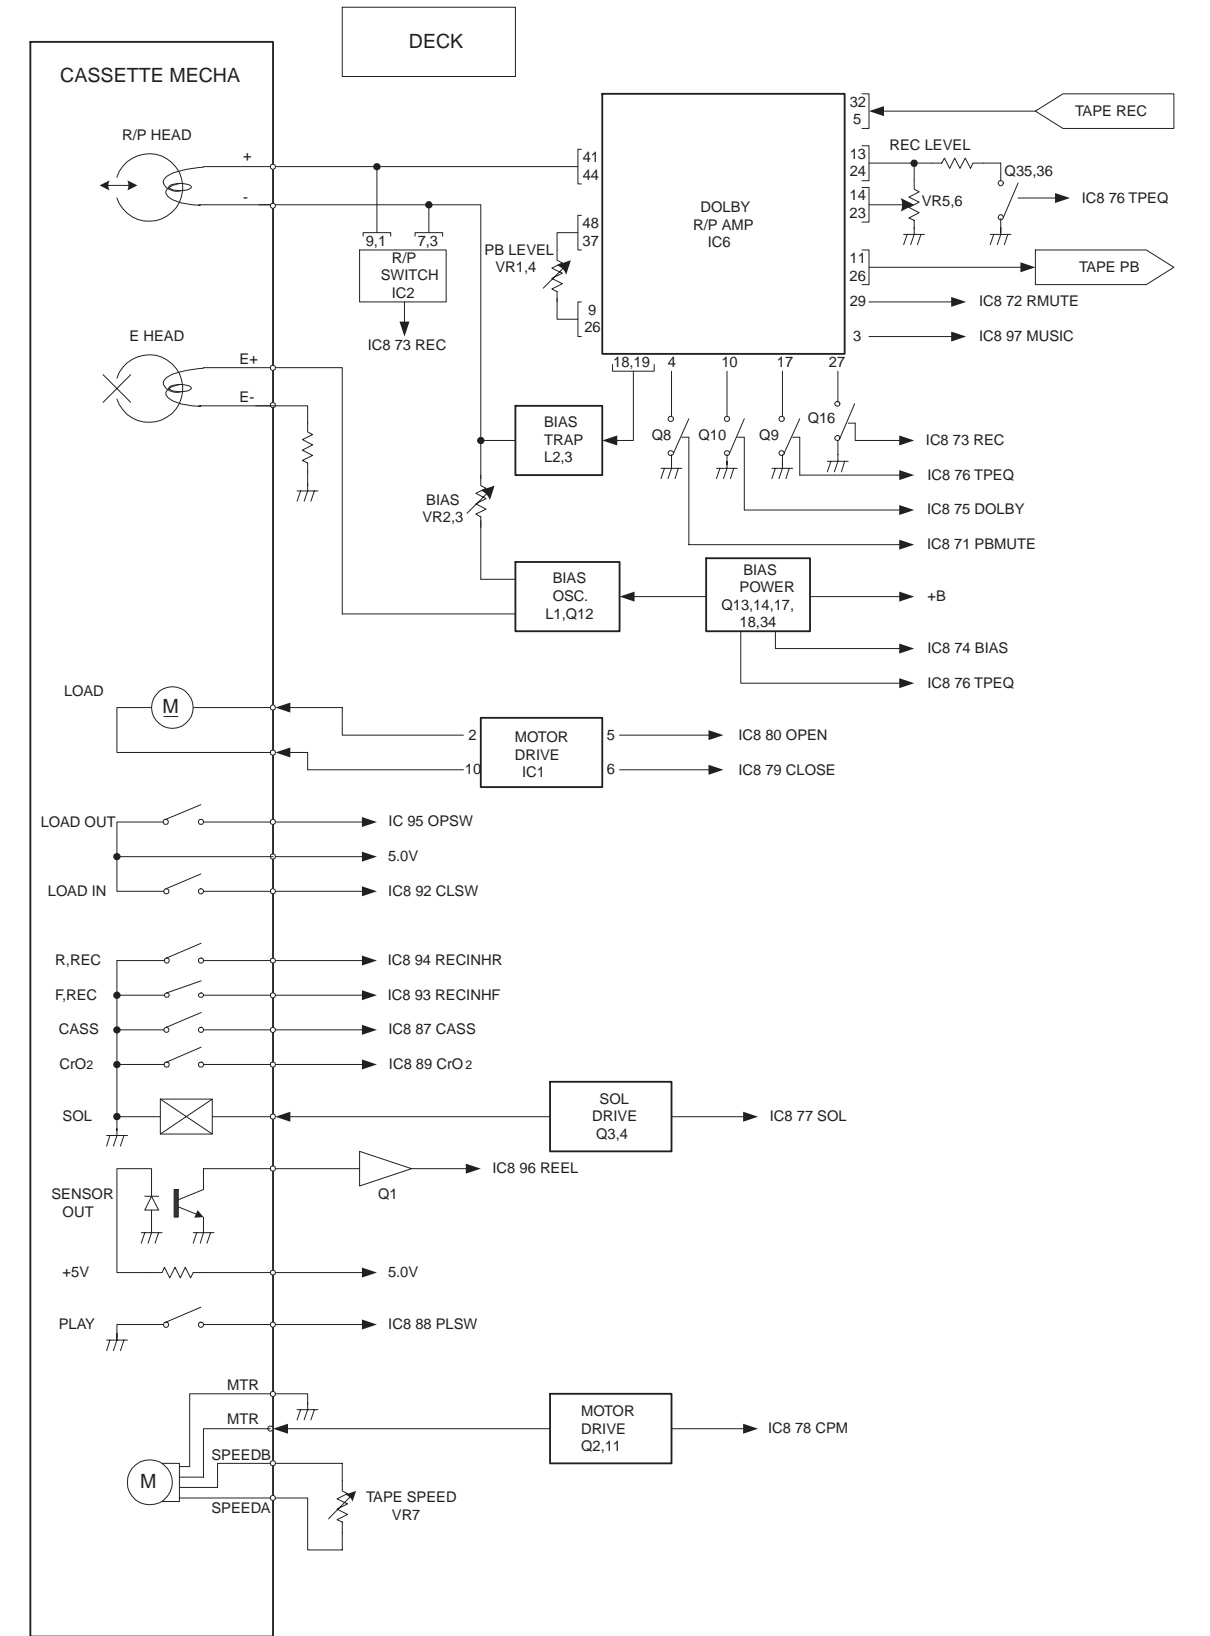 DECK
CASSETTE MECHA
R/P HEAD
+
-
E HEAD
E+
E-
9,1
7,3
R/P
SWITCH
IC2
IC8 73 REC
41
44
48
37
PB LEVEL
VR1,4
9
26
DOLBY
R/P AMP
IC6
32
5
TAPE REC
13
24
REC LEVEL
Q35,36
14
23
VR5,6
IC8 76 TPEQ
11
26
TAPE PB
29
IC8 72 RMUTE
3
IC8 97 MUSIC
18,19
4
10
17
27
Q8
Q10
Q9
Q16
IC8 73 REC
IC8 76 TPEQ
IC8 75 DOLBY
IC8 71 PBMUTE
BIAS
TRAP
L2,3
BIAS
VR2,3
BIAS
OSC.
L1,Q12
BIAS
POWER
Q13,14,17,
18,34
+B
IC8 74 BIAS
IC8 76 TPEQ
LOAD
M
2
10
MOTOR
DRIVE
IC1
5
6
IC8 80 OPEN
IC8 79 CLOSE
LOAD OUT
IC 95 OPSW
5.0V
LOAD IN
IC8 92 CLSW
R,REC
IC8 94 RECINHR
F,REC
IC8 93 RECINHF
CASS
IC8 87 CASS
CrO2
IC8 89 CrO2
SOL
SOL
DRIVE
Q3,4
IC8 77 SOL
SENSOR
OUT
Q1
IC8 96 REEL
+5V
5.0V
PLAY
IC8 88 PLSW
MTR
MTR
SPEEDB
SPEEDA
M
MOTOR
DRIVE
Q2,11
IC8 78 CPM
TAPE SPEED
VR7